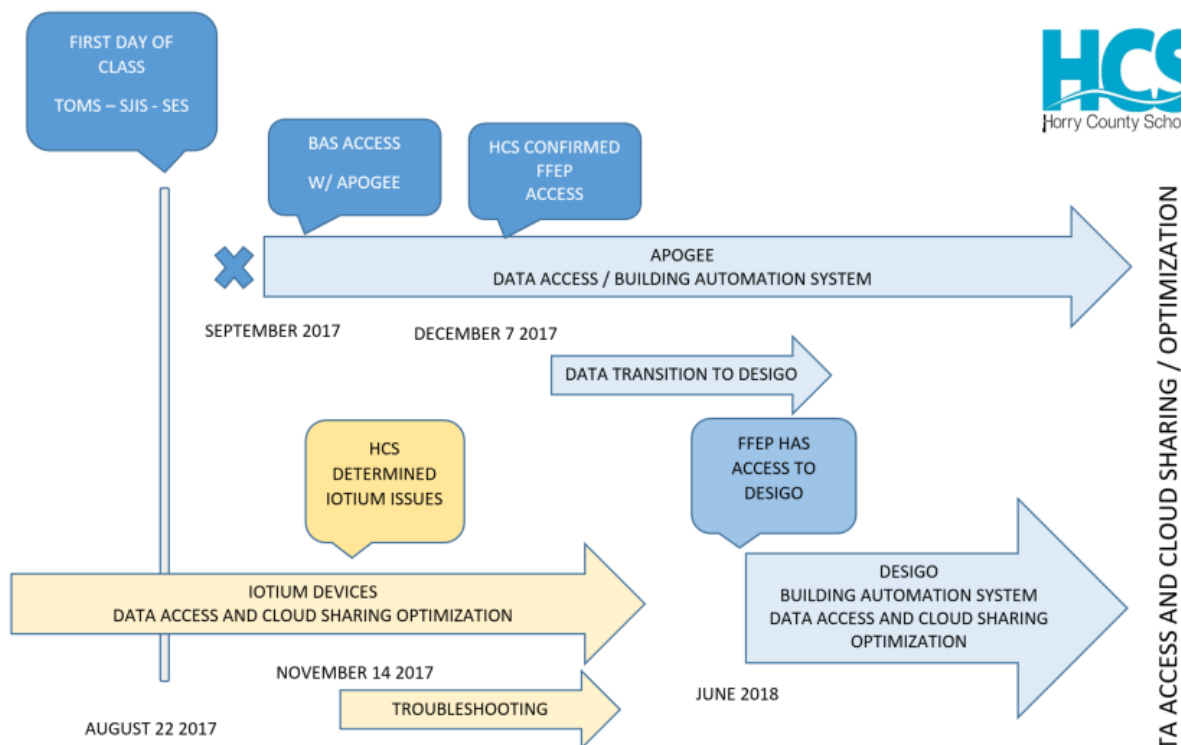 FIRST DAY OF
CLASS
TOMS – SJIS - SES
HCS
Horry County Schoo
BAS ACCESS
W/ APOGEE
HCS CONFIRMED
FFEP
ACCESS
APOGEE
DATA ACCESS / BUILDING AUTOMATION SYSTEM
SEPTEMBER 2017
DECEMBER 7 2017
DATA TRANSITION TO DESIGO
HCS
DETERMINED
IOTIUM ISSUES
FFEP HAS
ACCESS TO
DESIGO
IOTIUM DEVICES
DATA ACCESS AND CLOUD SHARING OPTIMIZATION
DESIGO
BUILDING AUTOMATION SYSTEM
DATA ACCESS AND CLOUD SHARING
OPTIMIZATION
NOVEMBER 14 2017
TROUBLESHOOTING
JUNE 2018
AUGUST 22 2017
TA ACCESS AND CLOUD SHARING / OPTIMIZATION